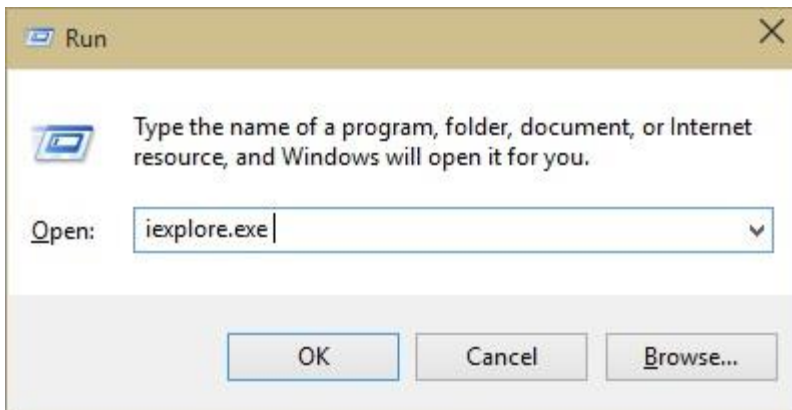 Run
Type the name of a program, folder, document, or Internet
resource, and Windows will open it for you.
Open: iexplore.exe
OK Cancel Browse...